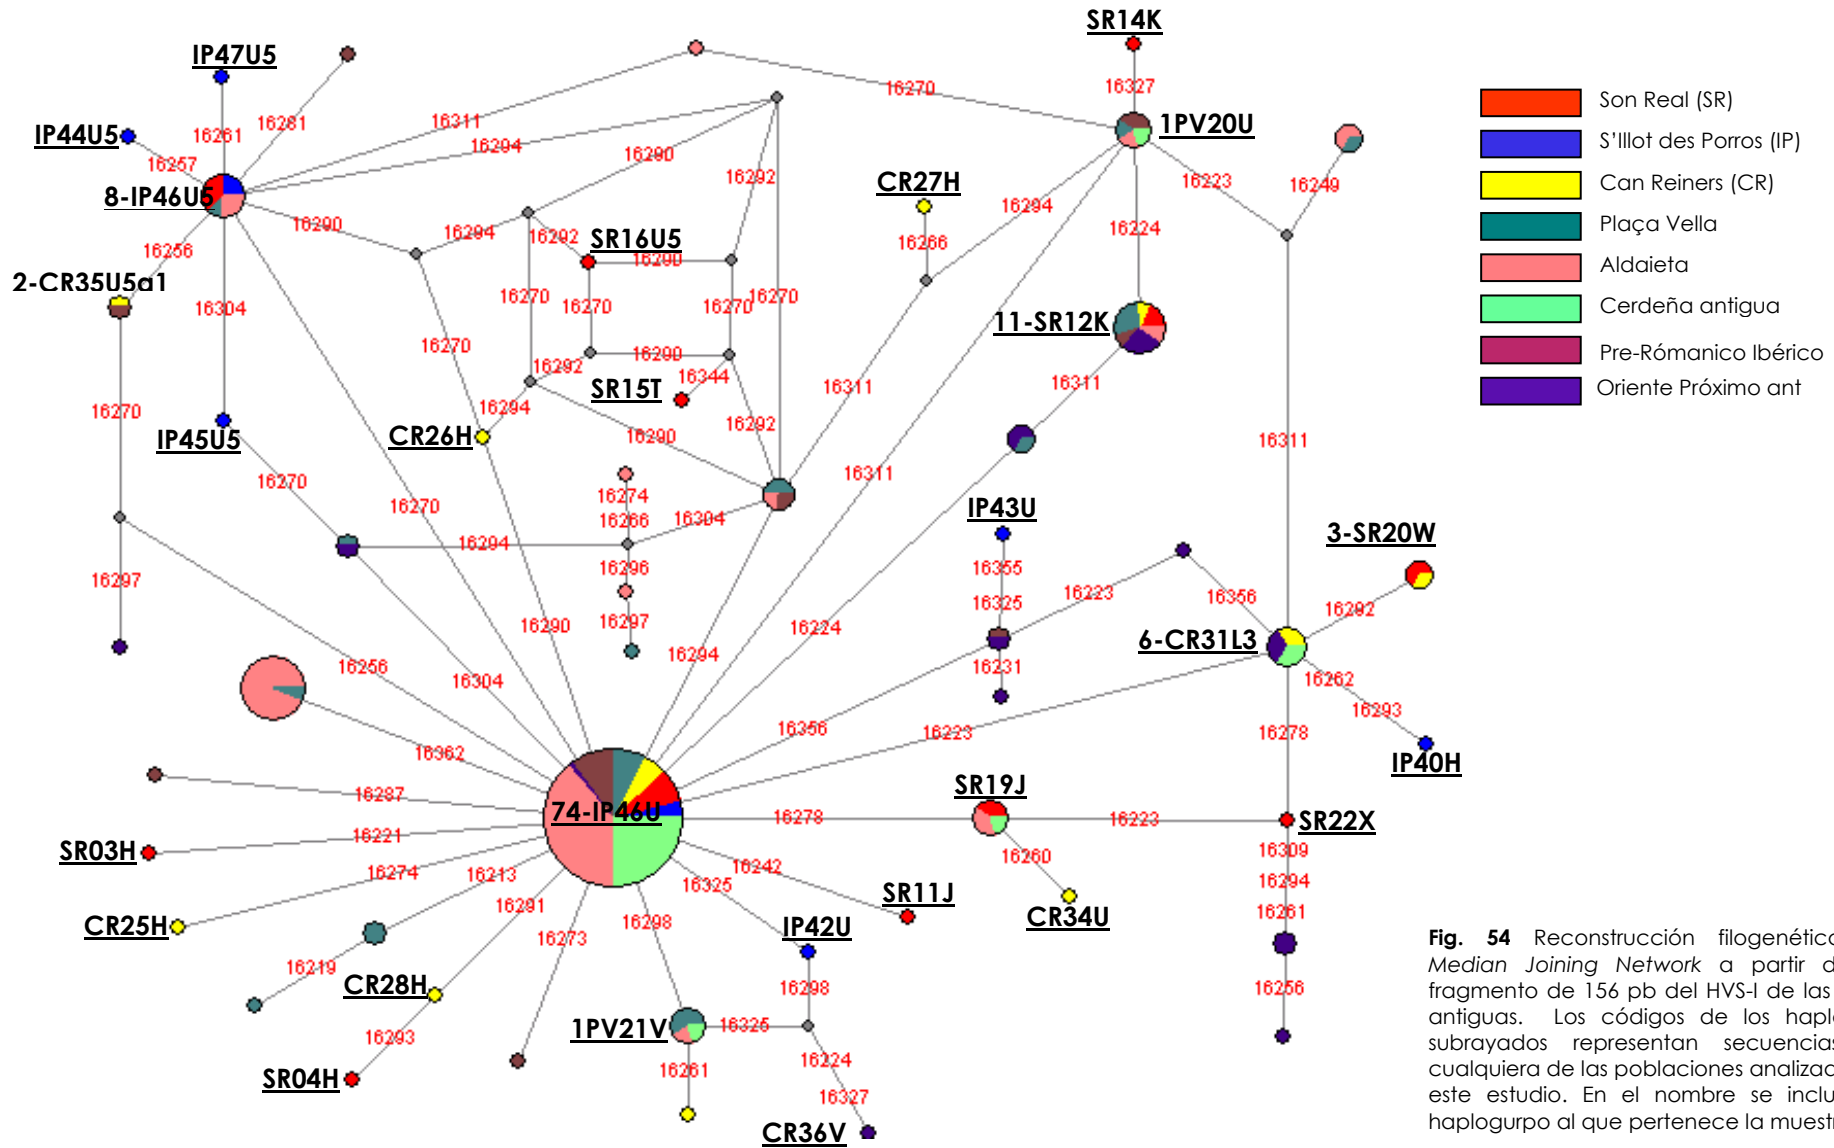 SR14K
IP47U5
16270
16327
Son Real (SR)
16261
16281
16311
S'Illot des Porros (IP)
IP44U5
1PV20U
16257
16294
16290
16249
16292
16223
Can Reiners (CR)
CR27H
8-IP46U5
16294
16290
16294
16292
SR16U5
16224
Plaça Vella
16256
16290
16266
Aldaieta
2-CR35U5a1
16304
16270
16270
16270
16270
Cerdeña antigua
11-SR12K
16270
16290
16292
16344
Pre-Rómanico Ibérico
SR15T
16311
16311
Oriente Próximo ant
16270
16294
IP45U5
CR26H
16290
16292
16311
16311
16270
16274
16270
16266
16304
IP43U
3-SR20W
16294
16296
16355
16297
16325
16223
16356
16292
16290
16297
16224
6-CR31L3
16294
16231
16256
16304
16262
16293
16356
16223
16278
16362
IP40H
16287
74-IP46U
SR19J
16278
16223
SR22X
16221
SR03H
16309
16260
16274
16213
16242
16294
16325
16291
SR11J
CR34U
16261
CR25H
16298
IP42U
16273
16219
CR28H
16298
16256
1PV21V
16325
16293
16224
16261
SR04H
16327
CR36V
Fig. 54 Reconstrucción filogenética
Median Joining Network a partir d
fragmento de 156 pb del HVS-I de las
antiguas. Los códigos de los haplo
subrayados representan secuencias
cualquiera de las poblaciones analizac
este estudio. En el nombre se inclu
haplogurpo al que pertenece la muestr